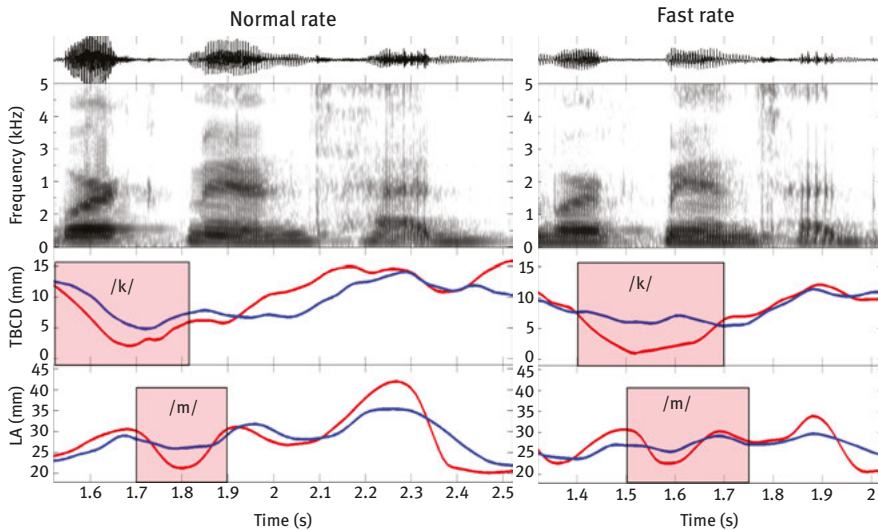 Normal rate Fast rate
Frequency (kHz)
5 5
4 4
3 3
2 2
1 1
2 2
0 0
TBCD (mm)
15 15
10 10
5 5
0 0
/k/ /k/
LA (mm)
45 45
40 40
35 35
30 30
25 25
20 20
/m/ /m/
1.6 1.7 1.8 1.9 2 2.1 2.2 2.3 2.4 2.5 1.4 1.5 1.6 1.7 1.8 1.9 2
Time (s) Time (s)